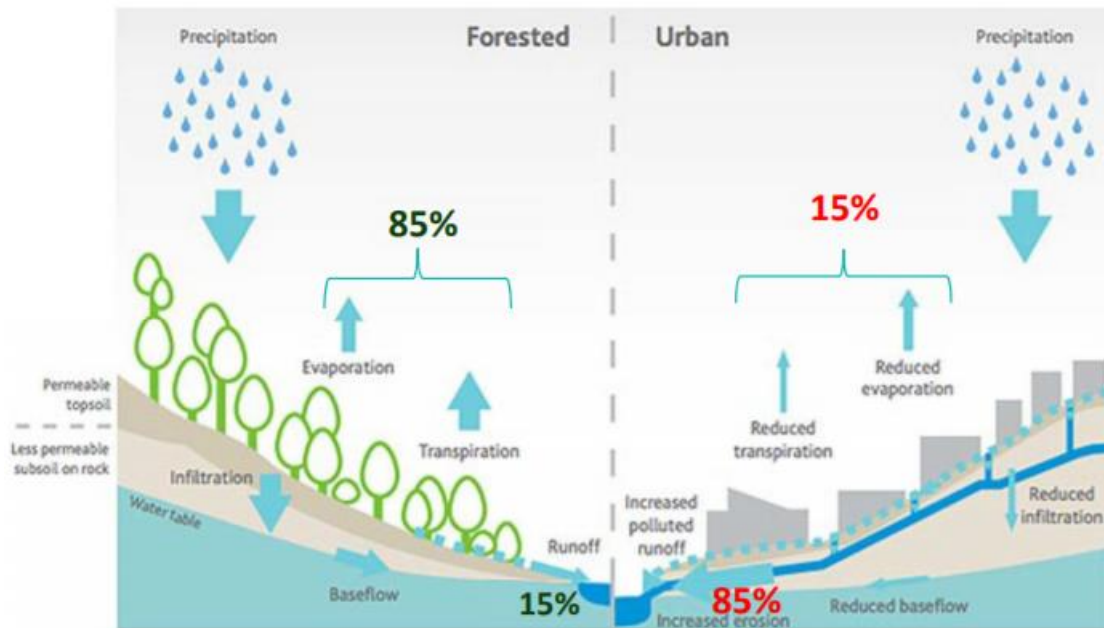 Precipitation
Forested
Urban
Precipitation
85%
15%
Evaporation
Reduced
evaporation
Permeable
topsoil
Less permeable
subsoil on rock
Transpiration
Reduced
transpiration
Infiltration
Water table
Increased
polluted
runoff
Reduced
infiltration
Runoff
Baseflow
15%
85%
Increased erosion
Reduced baseflow